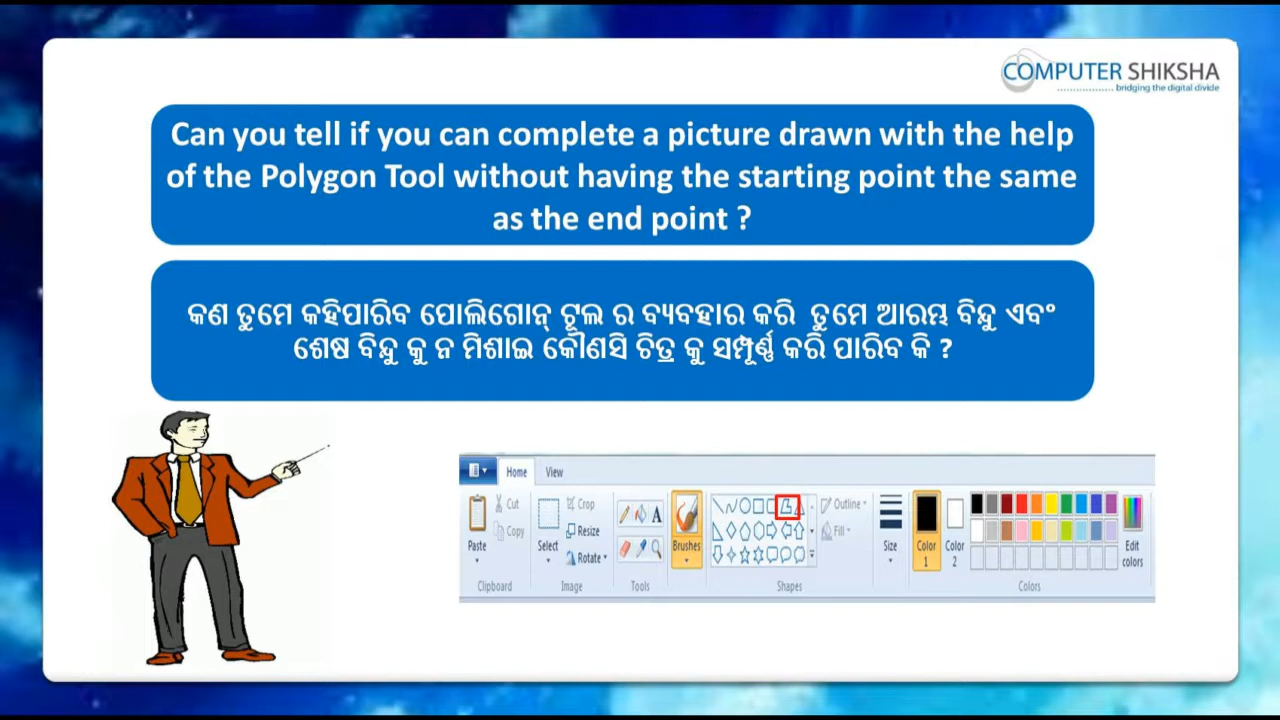 COMPUTER SHIKSHA
bridging the digital divide
Can you tell if you can complete a picture drawn with the help
of the Polygon Tool without having the starting point the same
as the end point ?
କଣ ତୁମେ କହିପାରିବ ପୋଲିଗୋନ୍ ଟୂଲ ର ବ୍ୟବହାର କରି ତୁମେ ଆରମ୍ଭ ବିନ୍ଦୁ ଏବଂ
ଶେଷ ବିନ୍ଦୁ କୁ ନ ମିଶାଇ କୌଣସି ଚିତ୍ର କୁ ସମ୍ପୂର୍ଣ୍ଣ କରି ପାରିବ କି ?
Home View
Cut
Copy
Paste
Clipboard
Crop
Resize
Rotate
Select
Image
A
Tools
Brushes
Outline
Fill
Shapes
Size
Color
1
Color
2
Edit
colors
Colors